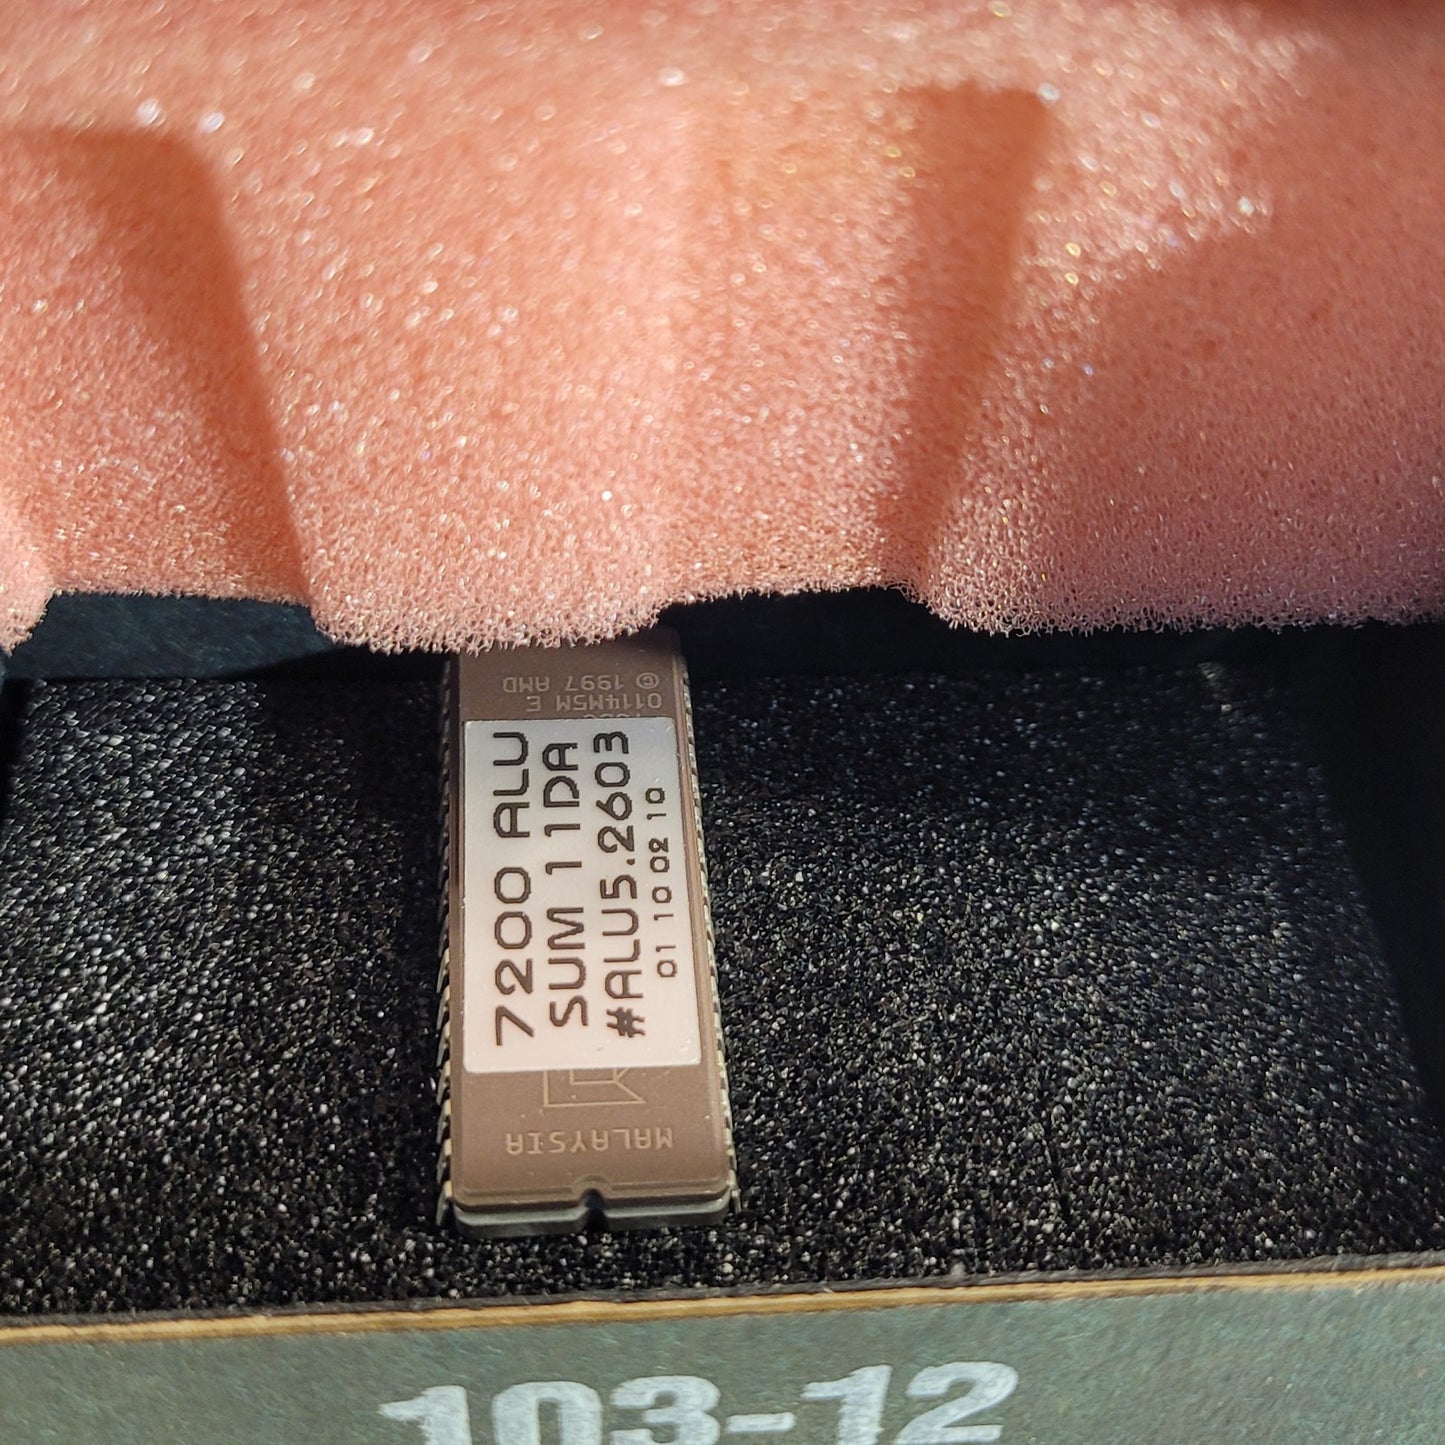 7200 ALU
SUM 11DA
#ALU5.2603
01 10 02 10
© 1997 AMD
0114M5M E
MALAYSIA
103-12